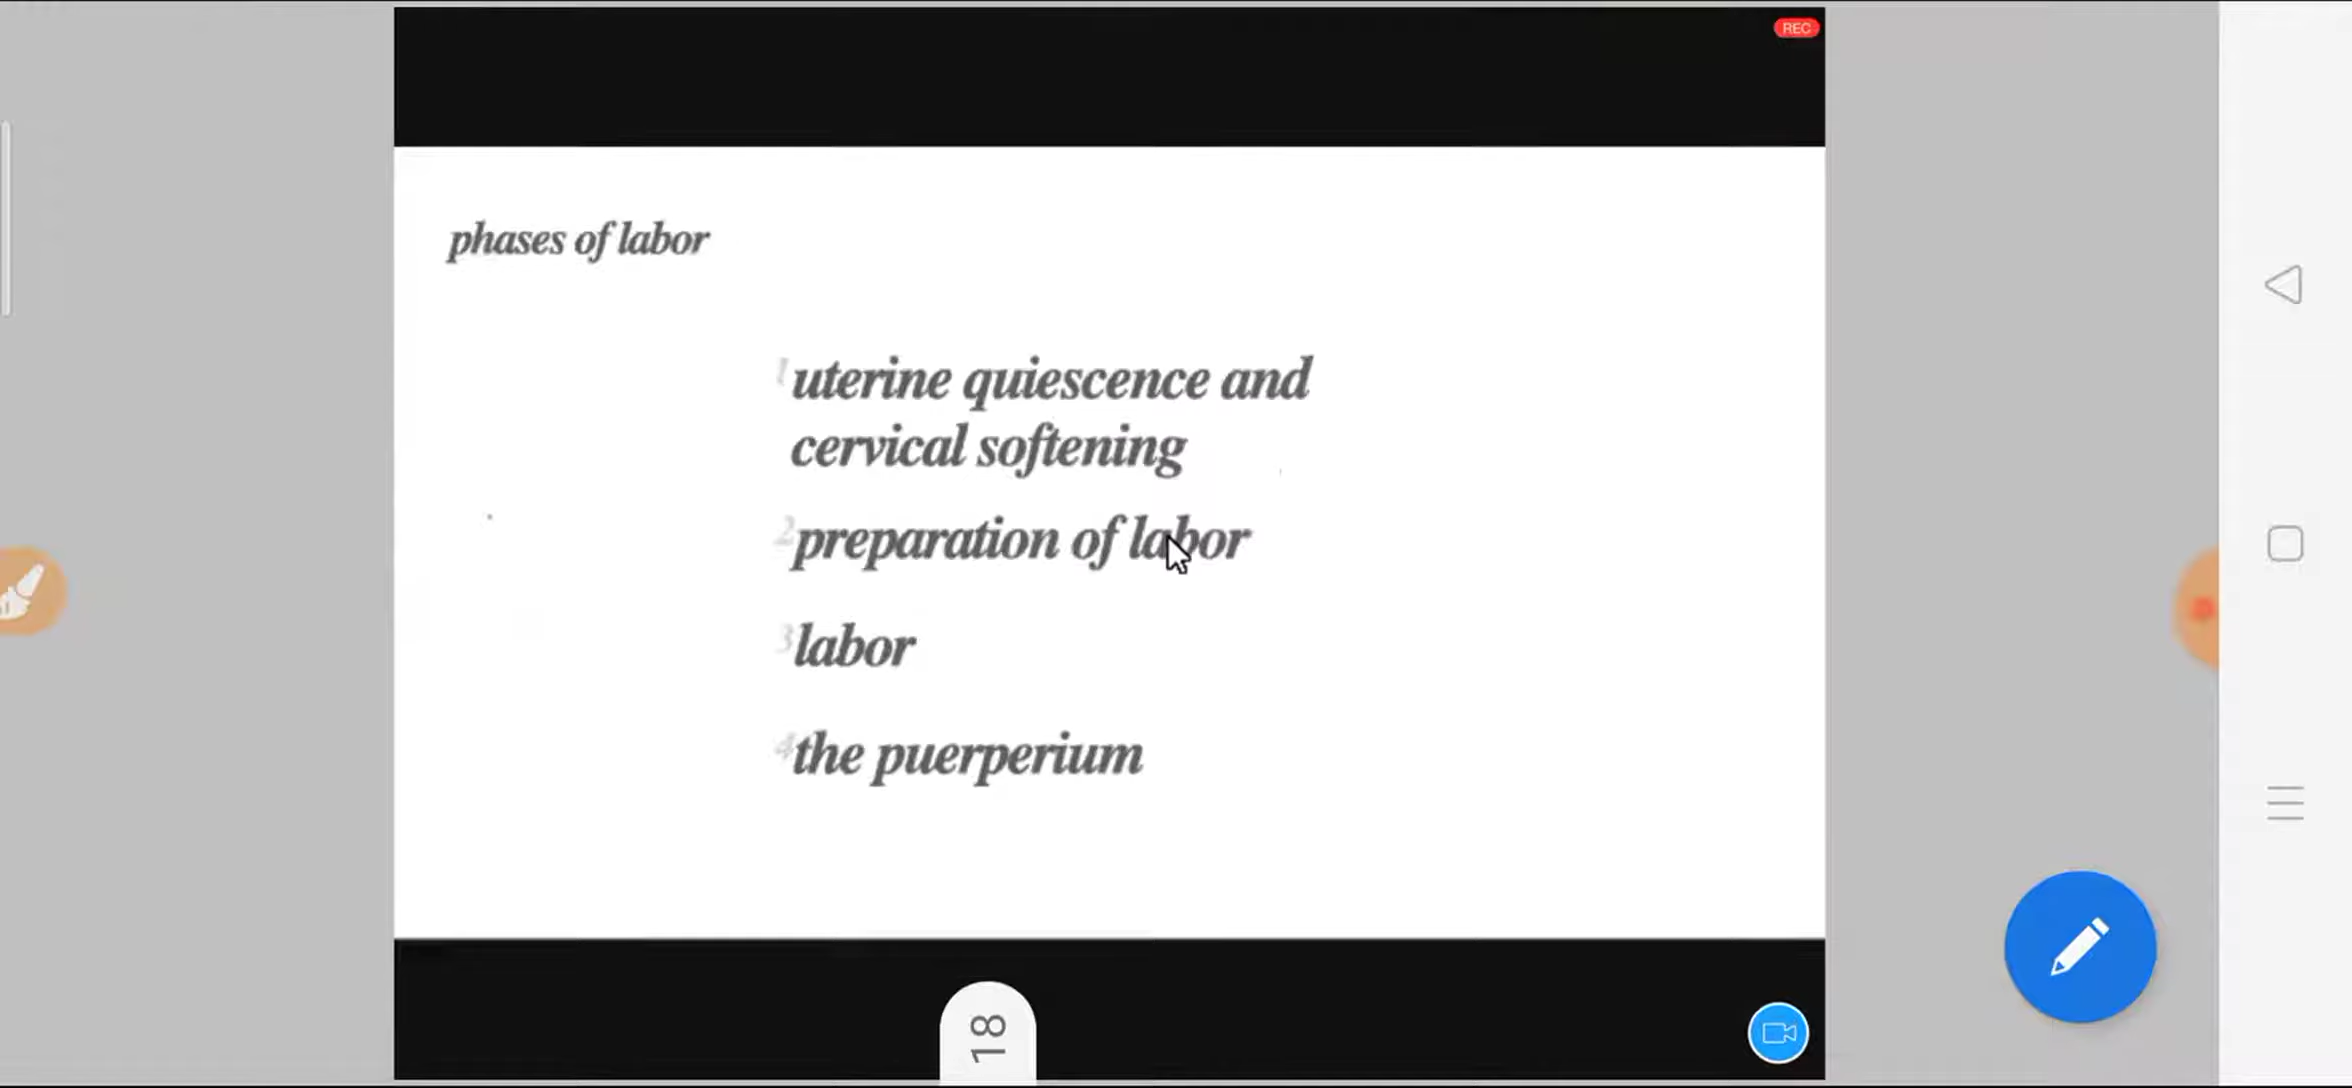 REC
phases of labor
1 uterine quiescence and
cervical softening
2 preparation of labor
3 labor
4 the puerperium
18